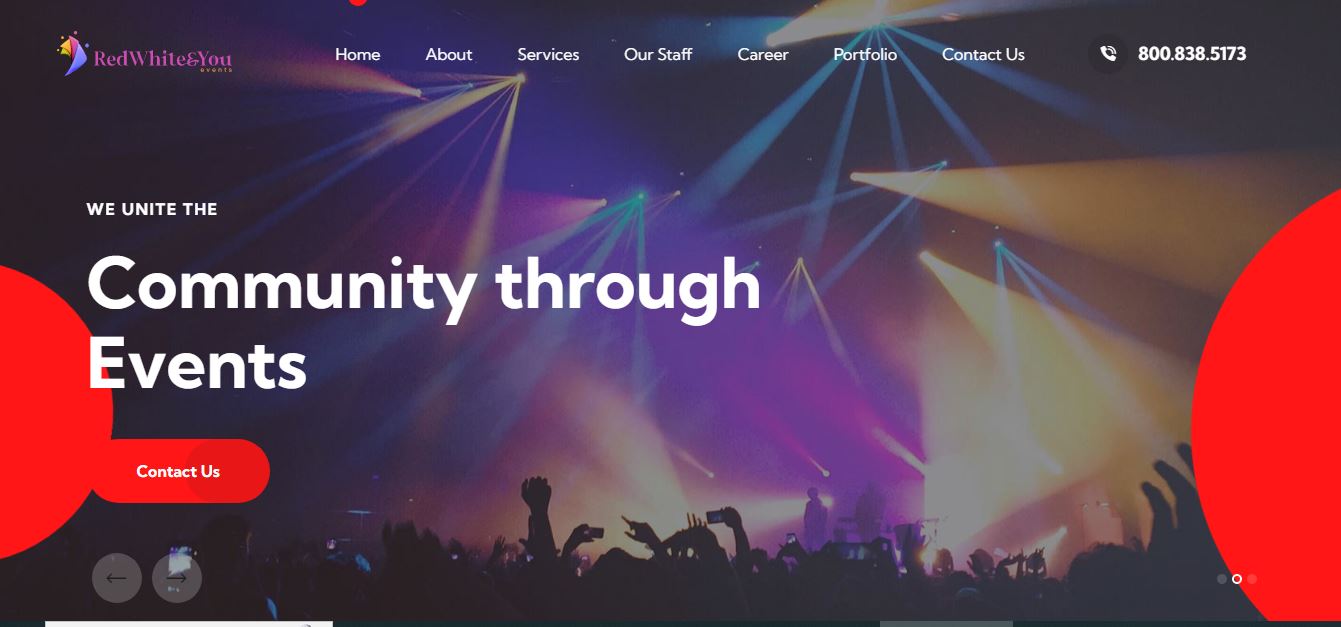 RedWhite&You
events
Home About Services Our Staff Career Portfolio Contact Us 800.838.5173
WE UNITE THE
Community through
Events
Contact Us